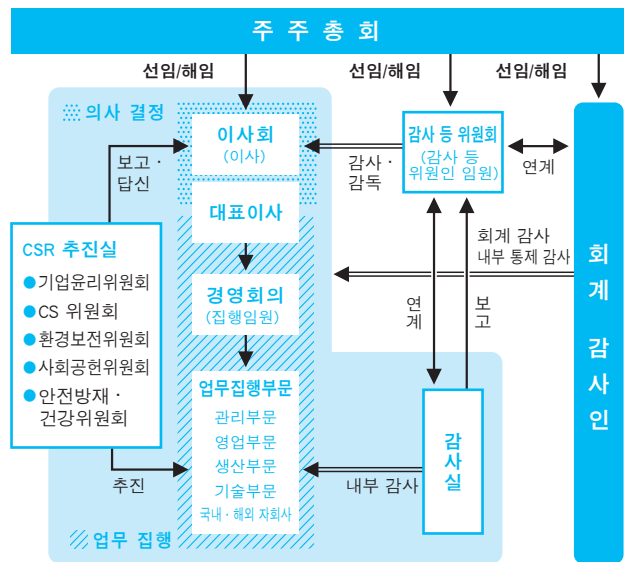 주 주 총 회
선임/해임
선임/해임
선임/해임
의사 결정
이사회
(이사)
감사 등 위원회
(감사 등
위원인 임원)
보고·
답신
감사·
감독
연계
대표이사
CSR 추진실
●기업윤리위원회
●CS 위원회
●환경보전위원회
●사회공헌위원회
●안전방재·
건강위원회
경영회의
(집행임원)
회계 감사
내부 통제 감사
연계
보고
회계 감사인
업무집행부문
관리부문
영업부문
생산부문
기술부문
국내·해외 자회사
감사실
추진
내부 감사
업무 집행